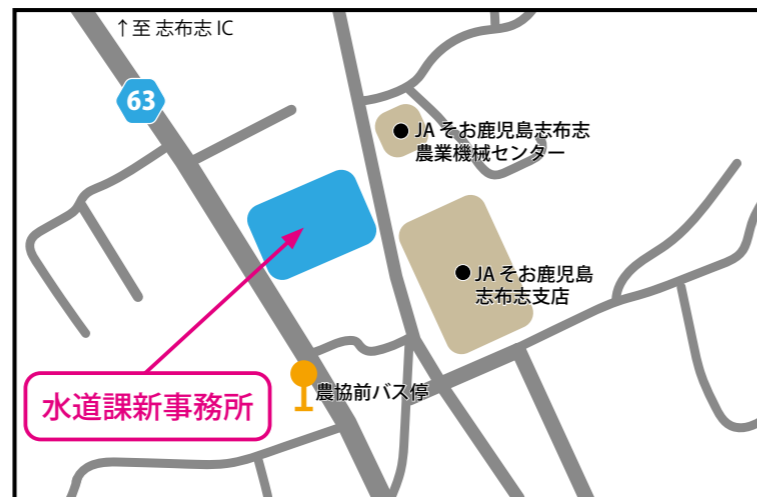 ↑至 志布志 IC
63
JA そお鹿児島志布志
農業機械センター
JA そお鹿児島
志布志支店
農協前バス停
水道課新事務所